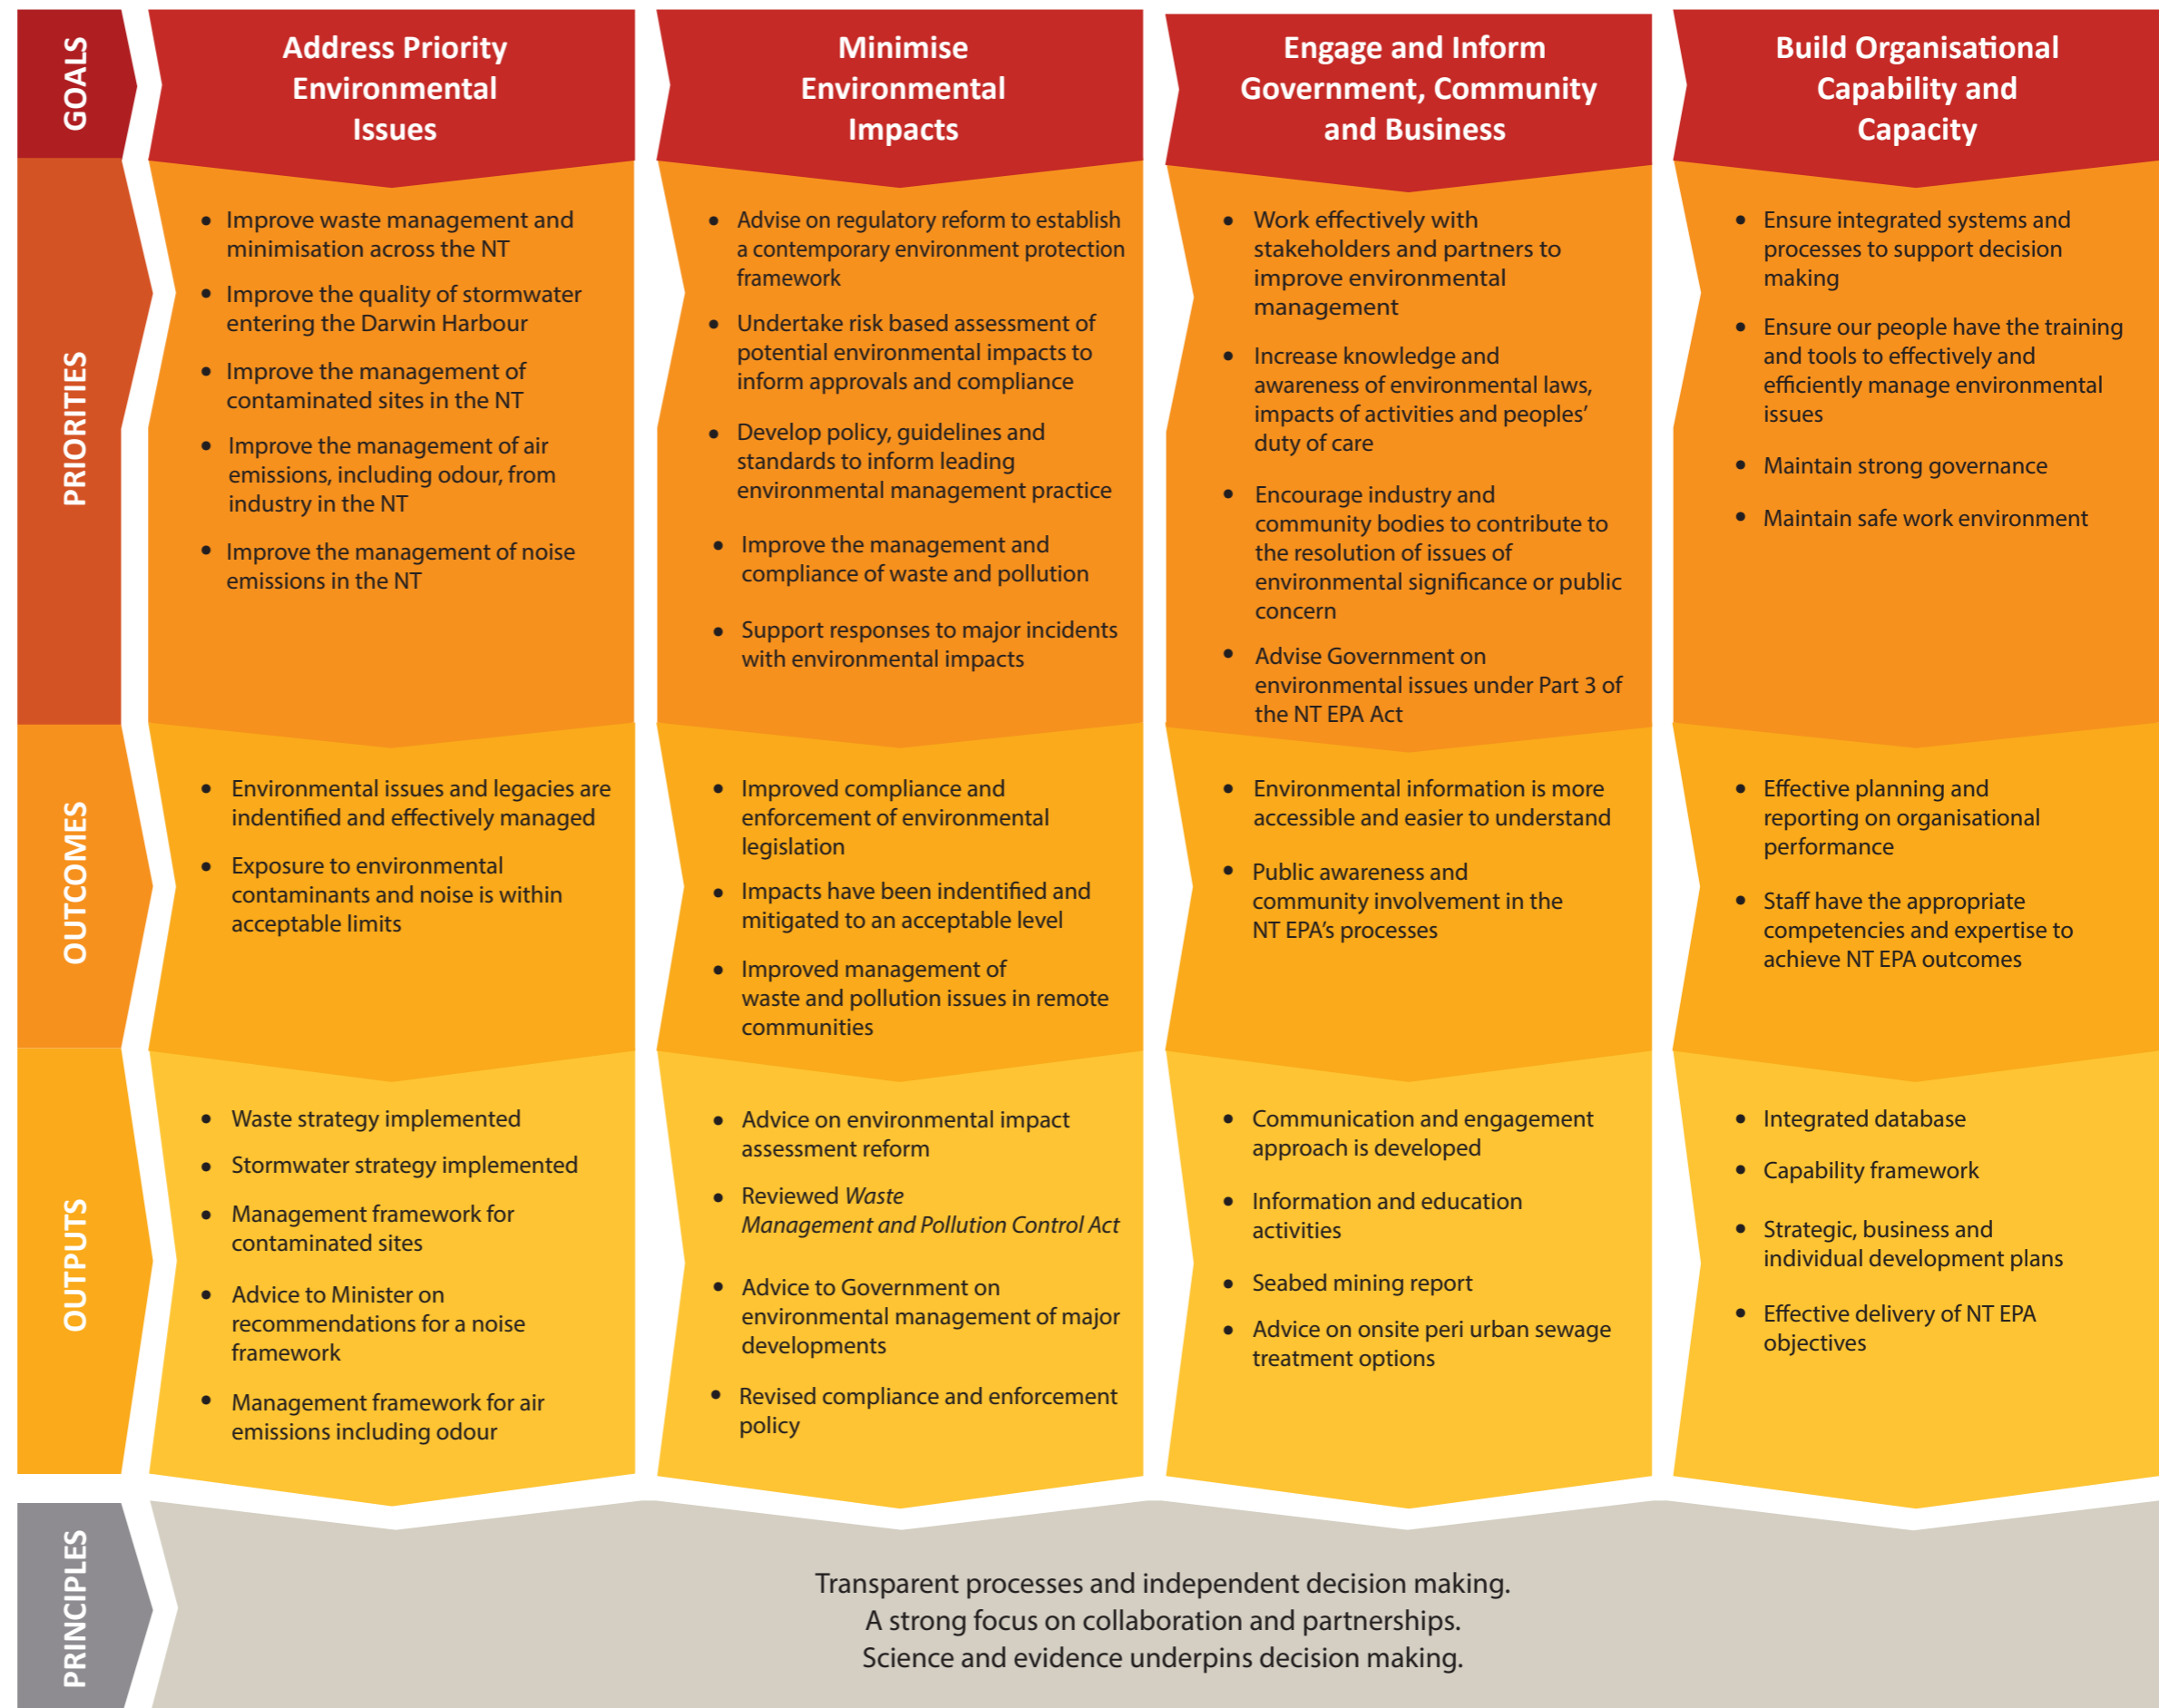 GOALS
Address Priority
Environmental
Issues
Minimise
Environmental
Impacts
Engage and Inform
Government, Community
and Business
Build Organisational
Capability and
Capacity
PRIORITIES
• Improve waste management and
minimisation across the NT
• Improve the quality of stormwater
entering the Darwin Harbour
• Improve the management of
contaminated sites in the NT
• Improve the management of air
emissions, including odour, from
industry in the NT
• Improve the management of noise
emissions in the NT
• Advise on regulatory reform to establish
a contemporary environment protection
framework
• Undertake risk based assessment of
potential environmental impacts to
inform approvals and compliance
• Develop policy, guidelines and
standards to inform leading
environmental management practice
• Improve the management and
compliance of waste and pollution
• Support responses to major incidents
with environmental impacts
• Work effectively with
stakeholders and partners to
improve environmental
management
• Increase knowledge and
awareness of environmental laws,
impacts of activities and peoples’
duty of care
• Encourage industry and
community bodies to contribute to
the resolution of issues of
environmental significance or public
concern
• Advise Government on
environmental issues under Part 3 of
the NT EPA Act
• Ensure integrated systems and
processes to support decision
making
• Ensure our people have the training
and tools to effectively and
efficiently manage environmental
issues
• Maintain strong governance
• Maintain safe work environment
OUTCOMES
• Environmental issues and legacies are
indentified and effectively managed
• Exposure to environmental
contaminants and noise is within
acceptable limits
• Improved compliance and
enforcement of environmental
legislation
• Impacts have been indentified and
mitigated to an acceptable level
• Improved management of
waste and pollution issues in remote
communities
• Environmental information is more
accessible and easier to understand
• Public awareness and
community involvement in the
NT EPA’s processes
• Effective planning and
reporting on organisational
performance
• Staff have the appropriate
competencies and expertise to
achieve NT EPA outcomes
OUTPUTS
• Waste strategy implemented
• Stormwater strategy implemented
• Management framework for
contaminated sites
• Advice to Minister on
recommendations for a noise
framework
• Management framework for air
emissions including odour
• Advice on environmental impact
assessment reform
• Reviewed Waste
Management and Pollution Control Act
• Advice to Government on
environmental management of major
developments
• Revised compliance and enforcement
policy
• Communication and engagement
approach is developed
• Information and education
activities
• Seabed mining report
• Advice on onsite peri urban sewage
treatment options
• Integrated database
• Capability framework
• Strategic, business and
individual development plans
• Effective delivery of NT EPA
objectives
PRINCIPLES
Transparent processes and independent decision making.
A strong focus on collaboration and partnerships.
Science and evidence underpins decision making.